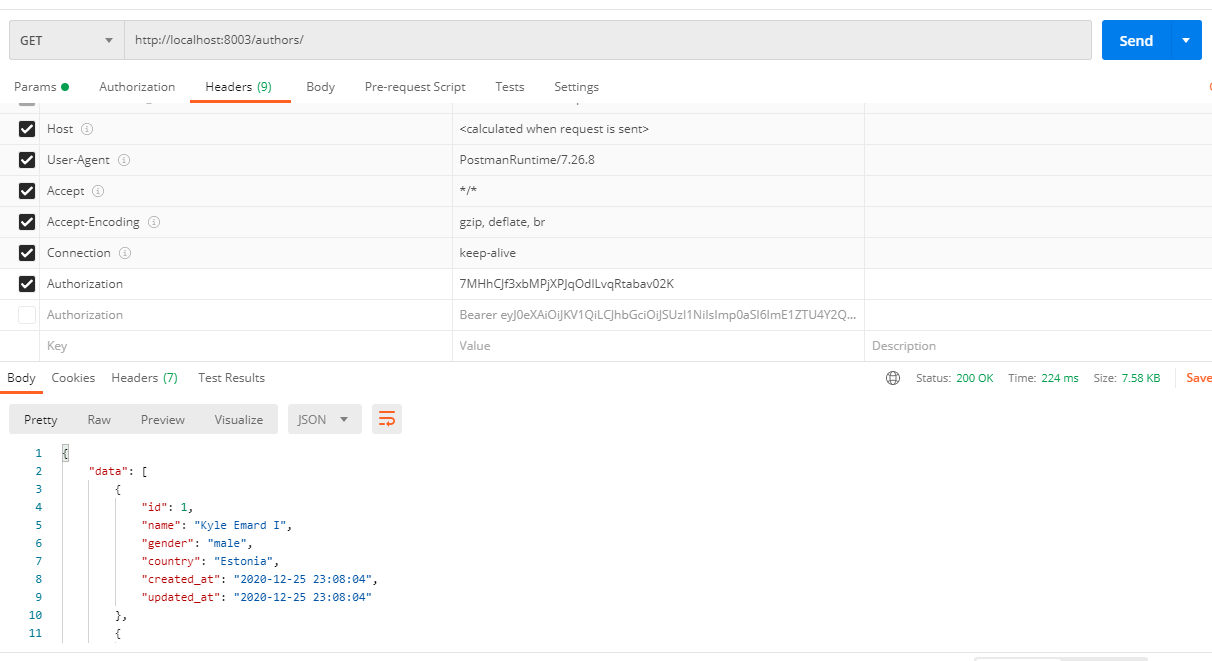 GET http://localhost:8003/authors/ Send
Params Authorization Headers (9) Body Pre-request Script Tests Settings
Host <calculated when request is sent>
User-Agent PostmanRuntime/7.26.8
Accept */*
Accept-Encoding gzip, deflate, br
Connection keep-alive
Authorization 7MHhCJf3xbMPjXPJqOdlLvqRtabav02K
Authorization Bearer eyJ0eXAiOiJKV1QiLCJhbGciOiJSUzI1NiIsImp0aSI6ImE1ZTU4Y2Q...
Key Value Description
Body Cookies Headers (7) Test Results Status: 200 OK Time: 224 ms Size: 7.58 KB Save
Pretty Raw Preview Visualize JSON
1 {
2 "data": [
3 {
4 "id": 1,
5 "name": "Kyle Emard I",
6 "gender": "male",
7 "country": "Estonia",
8 "created_at": "2020-12-25 23:08:04",
9 "updated_at": "2020-12-25 23:08:04"
10 },
11 {